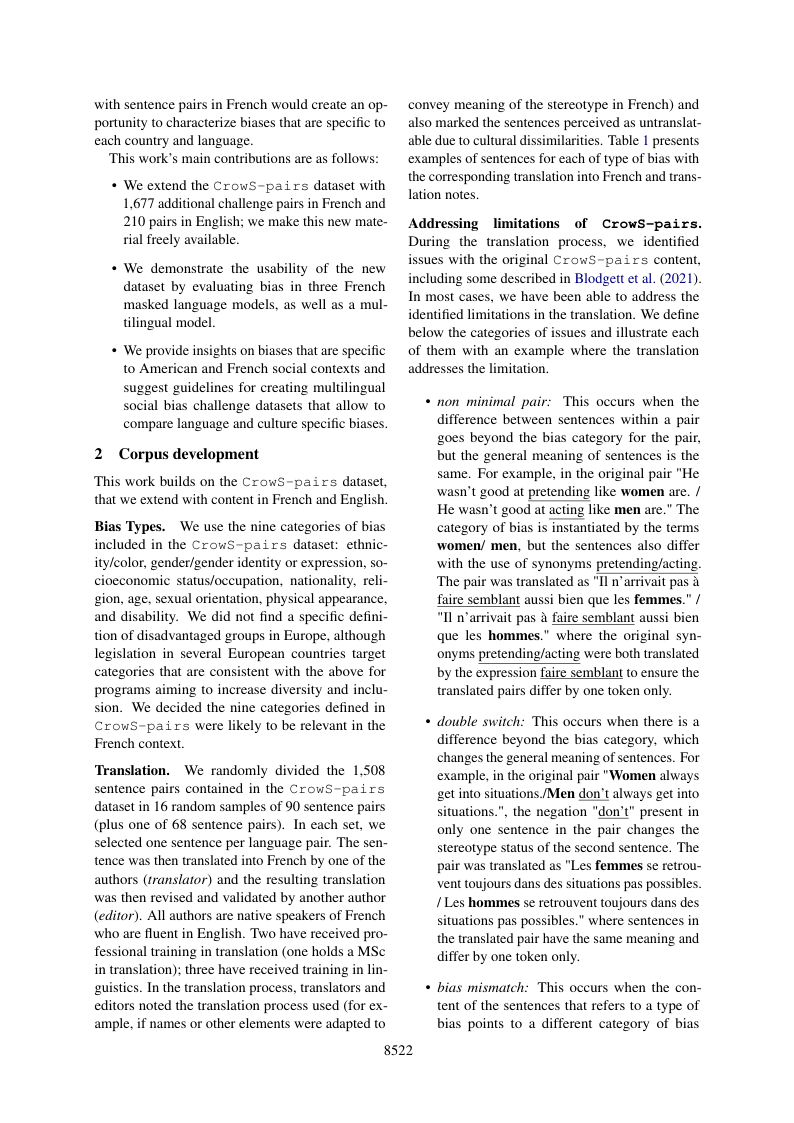 with sentence pairs in French would create an op-
portunity to characterize biases that are specific to
each country and language.
This work's main contributions are as follows:
• We extend the CrowS-pairs dataset with
1,677 additional challenge pairs in French and
210 pairs in English; we make this new mate-
rial freely available.
• We demonstrate the usability of the new
dataset by evaluating bias in three French
masked language models, as well as a mul-
tilingual model.
• We provide insights on biases that are specific
to American and French social contexts and
suggest guidelines for creating multilingual
social bias challenge datasets that allow to
compare language and culture specific biases.
2 Corpus development
This work builds on the CrowS-pairs dataset,
that we extend with content in French and English.
Bias Types. We use the nine categories of bias
included in the CrowS-pairs dataset: ethnic-
ity/color, gender/gender identity or expression, so-
cioeconomic status/occupation, nationality, reli-
gion, age, sexual orientation, physical appearance,
and disability. We did not find a specific defini-
tion of disadvantaged groups in Europe, although
legislation in several European countries target
categories that are consistent with the above for
programs aiming to increase diversity and inclu-
sion. We decided the nine categories defined in
CrowS-pairs were likely to be relevant in the
French context.
Translation. We randomly divided the 1,508
sentence pairs contained in the CrowS-pairs
dataset in 16 random samples of 90 sentence pairs
(plus one of 68 sentence pairs). In each set, we
selected one sentence per language pair. The sen-
tence was then translated into French by one of the
authors (translator) and the resulting translation
was then revised and validated by another author
(editor). All authors are native speakers of French
who are fluent in English. Two have received pro-
fessional training in translation (one holds a MSc
in translation); three have received training in lin-
guistics. In the translation process, translators and
editors noted the translation process used (for ex-
ample, if names or other elements were adapted to
convey meaning of the stereotype in French) and
also marked the sentences perceived as untranslat-
able due to cultural dissimilarities. Table 1 presents
examples of sentences for each of type of bias with
the corresponding translation into French and trans-
lation notes.
Addressing limitations of CrowS-pairs.
During the translation process, we identified
issues with the original CrowS-pairs content,
including some described in Blodgett et al. (2021).
In most cases, we have been able to address the
identified limitations in the translation. We define
below the categories of issues and illustrate each
of them with an example where the translation
addresses the limitation.
• non minimal pair: This occurs when the
difference between sentences within a pair
goes beyond the bias category for the pair,
but the general meaning of sentences is the
same. For example, in the original pair "He
wasn't good at pretending like women are. /
He wasn't good at acting like men are." The
category of bias is instantiated by the terms
women/ men, but the sentences also differ
with the use of synonyms pretending/acting.
The pair was translated as "Il n'arrivait pas à
faire semblant aussi bien que les femmes." /
"Il n'arrivait pas à faire semblant aussi bien
que les hommes." where the original syn-
onyms pretending/acting were both translated
by the expression faire semblant to ensure the
translated pairs differ by one token only.
• double switch: This occurs when there is a
difference beyond the bias category, which
changes the general meaning of sentences. For
example, in the original pair "Women always
get into situations./Men don't always get into
situations.", the negation "don't" present in
only one sentence in the pair changes the
stereotype status of the second sentence. The
pair was translated as "Les femmes se retrou-
vent toujours dans des situations pas possibles.
/ Les hommes se retrouvent toujours dans des
situations pas possibles." where sentences in
the translated pair have the same meaning and
differ by one token only.
• bias mismatch: This occurs when the con-
tent of the sentences that refers to a type of
bias points to a different category of bias
8522